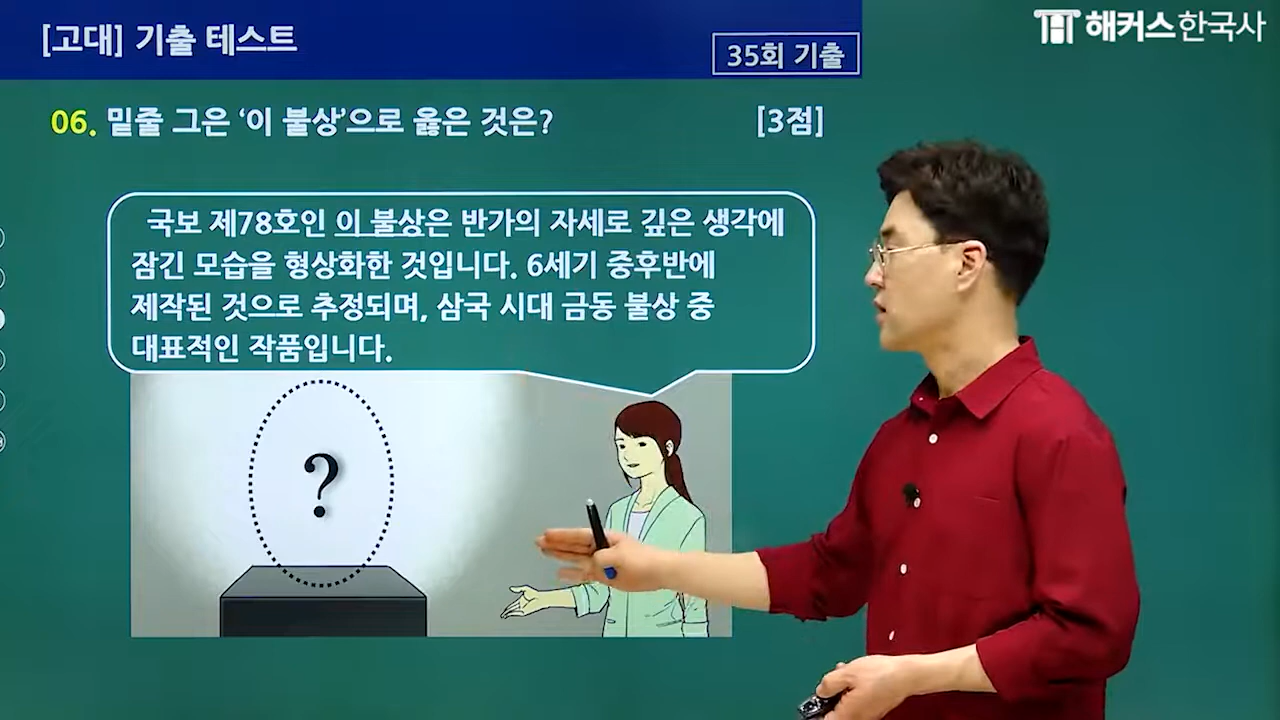 [고대] 기출 테스트
35회 기출
해커스한국사
06. 밑줄 그은 ‘이 불상’으로 옳은 것은?
[3점]
국보 제78호인 이 불상은 반가의 자세로 깊은 생각에
잠긴 모습을 형상화한 것입니다. 6세기 중후반에
제작된 것으로 추정되며, 삼국 시대 금동 불상 중
대표적인 작품입니다.
?